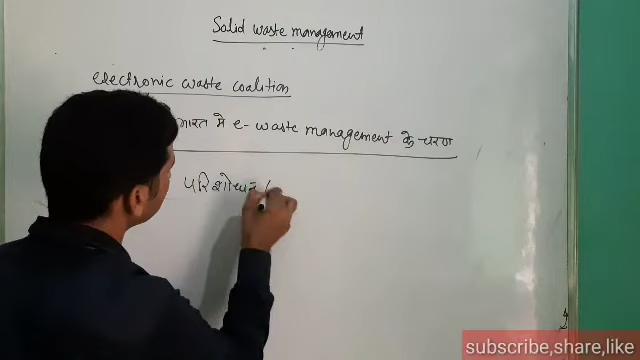 Solid waste management
electronic waste coalition
भारत मे e- waste management के चरण
परिशोधन (
subscribe,share,like